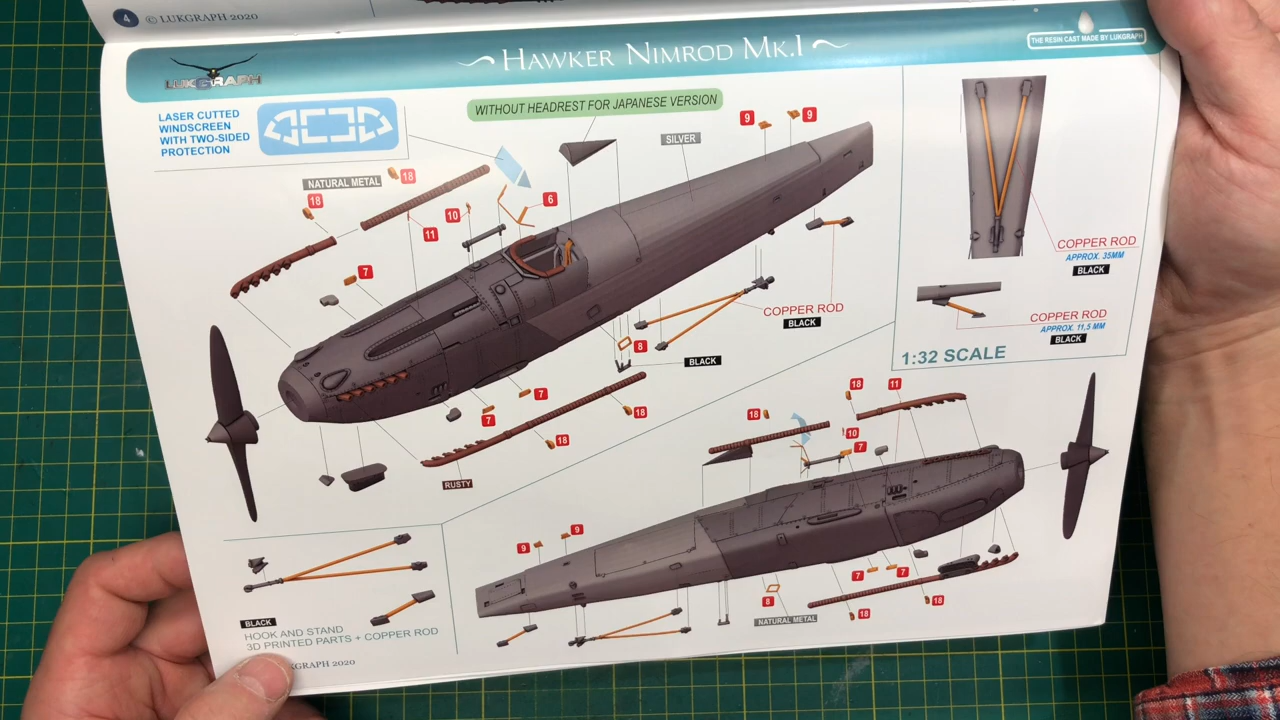 4 © LUKGRAPH 2020
LUKGRAPH
HAWKER NIMROD MK.I
THE RESIN CAST MADE BY LUKGRAPH
LASER CUTTED
WINDSCREEN
WITH TWO-SIDED
PROTECTION
WITHOUT HEADREST FOR JAPANESE VERSION
SILVER
9
9
NATURAL METAL
18
18
10
6
11
7
COPPER ROD
BLACK
8
BLACK
7
7
18
18
RUSTY
COPPER ROD
APPROX. 35MM
BLACK
COPPER ROD
APPROX. 11,5 MM
BLACK
1:32 SCALE
18
11
18
10
7
9
9
7
7
8
18
18
NATURAL METAL
BLACK
HOOK AND STAND
3D PRINTED PARTS + COPPER ROD
KGRAPH 2020